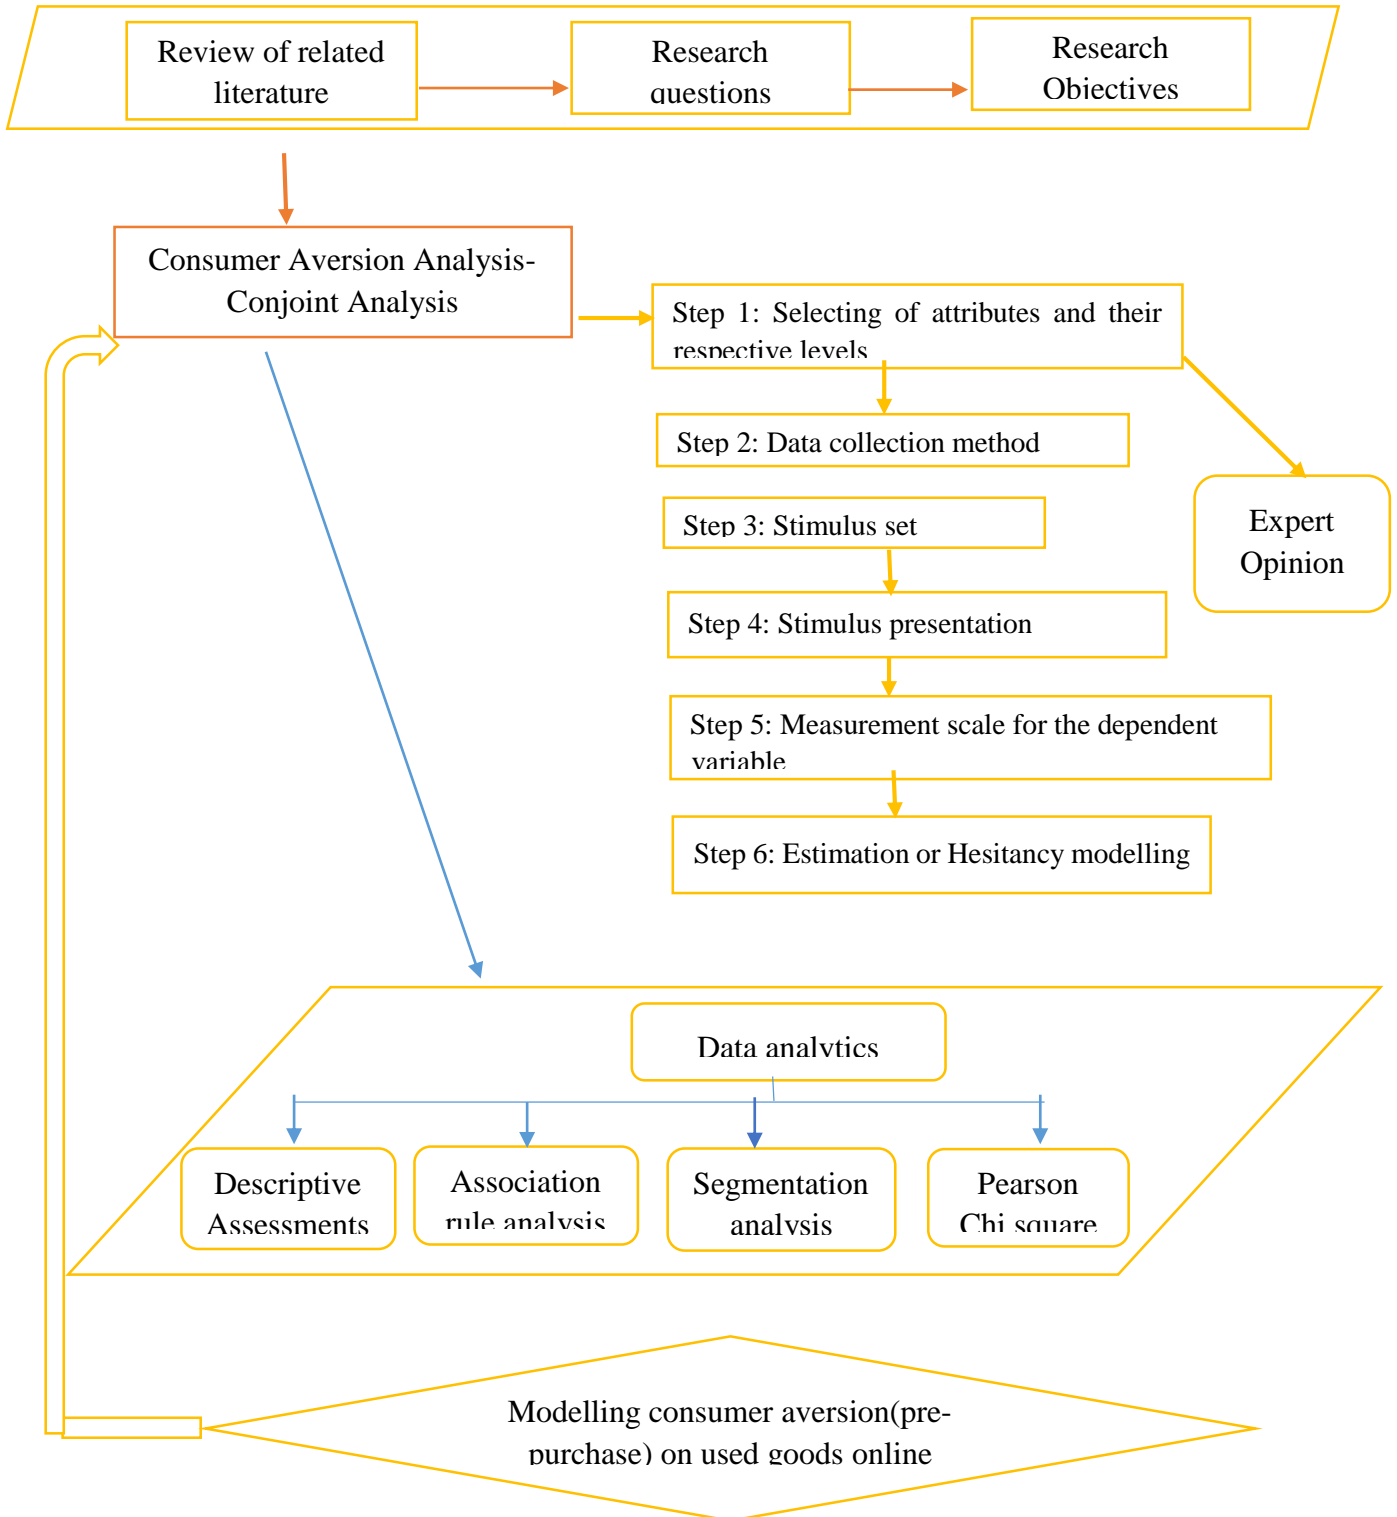 Review of related
literature
Research
questions
Research
Objectives
Consumer Aversion Analysis-
Conjoint Analysis
Step 1: Selecting of attributes and their
respective levels
Step 2: Data collection method
Step 3: Stimulus set
Expert
Opinion
Step 4: Stimulus presentation
Step 5: Measurement scale for the dependent
variable
Step 6: Estimation or Hesitancy modelling
Data analytics
Descriptive
Assessments
Association
rule analysis
Segmentation
analysis
Pearson
Chi square
Modelling consumer aversion(pre-
purchase) on used goods online